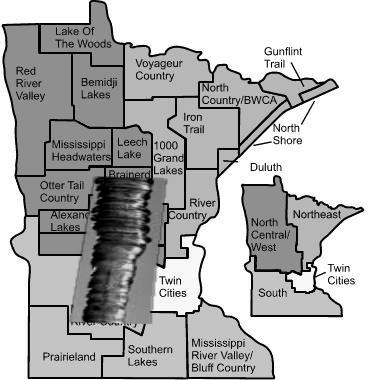 Lake Of
The Woods
Voyageur
Country
Gunflint
Trail
Red
River
Valley
Bemidji
Lakes
North
Country/BWCA
Iron
Trail
North
Shore
Mississippi
Headwaters
Leech
Lake
1000
Grand
Lakes
Duluth
Brainerd
Otter Tail
Country
River
Country
Lakes
North
Central/
West
Northeast
Twin
Cities
Twin
Cities
South
River Country
Prairieland
Southern
Lakes
Mississippi
River Valley/
Bluff Country